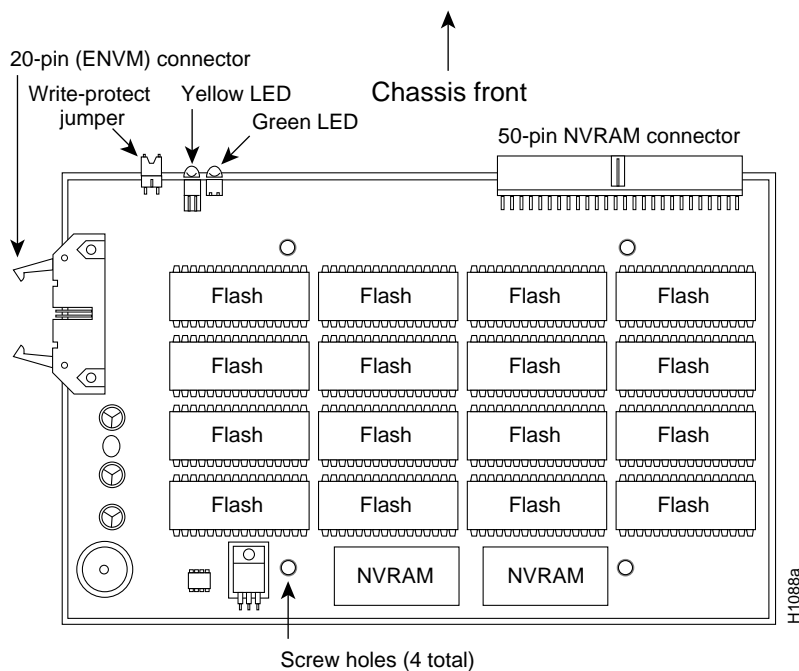 20-pin (ENVM) connector
Write-protect
jumper
Yellow LED
Green LED
Chassis front
50-pin NVRAM connector
Flash Flash Flash Flash
Flash Flash Flash Flash
Flash Flash Flash Flash
Flash Flash Flash Flash
NVRAM NVRAM
H1088a
Screw holes (4 total)